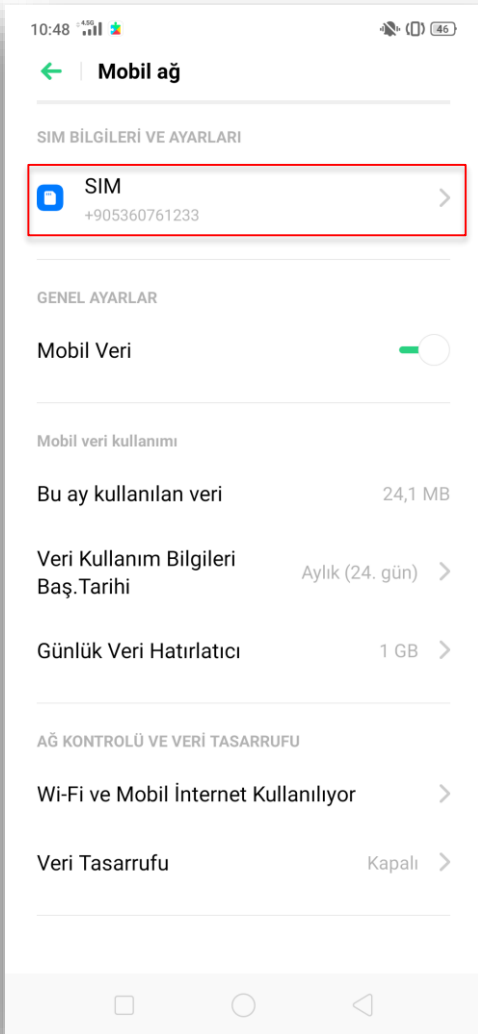 10:48 4.5G 46
Mobil ağ
SIM BİLGİLERİ VE AYARLARI
SIM
+905360761233
GENEL AYARLAR
Mobil Veri
Mobil veri kullanımı
Bu ay kullanılan veri 24,1 MB
Veri Kullanım Bilgileri
Baş.Tarihi Aylık (24. gün)
Günlük Veri Hatırlatıcı 1 GB
AĞ KONTROLÜ VE VERİ TASARRUFU
Wi-Fi ve Mobil İnternet Kullanılıyor
Veri Tasarrufu Kapalı